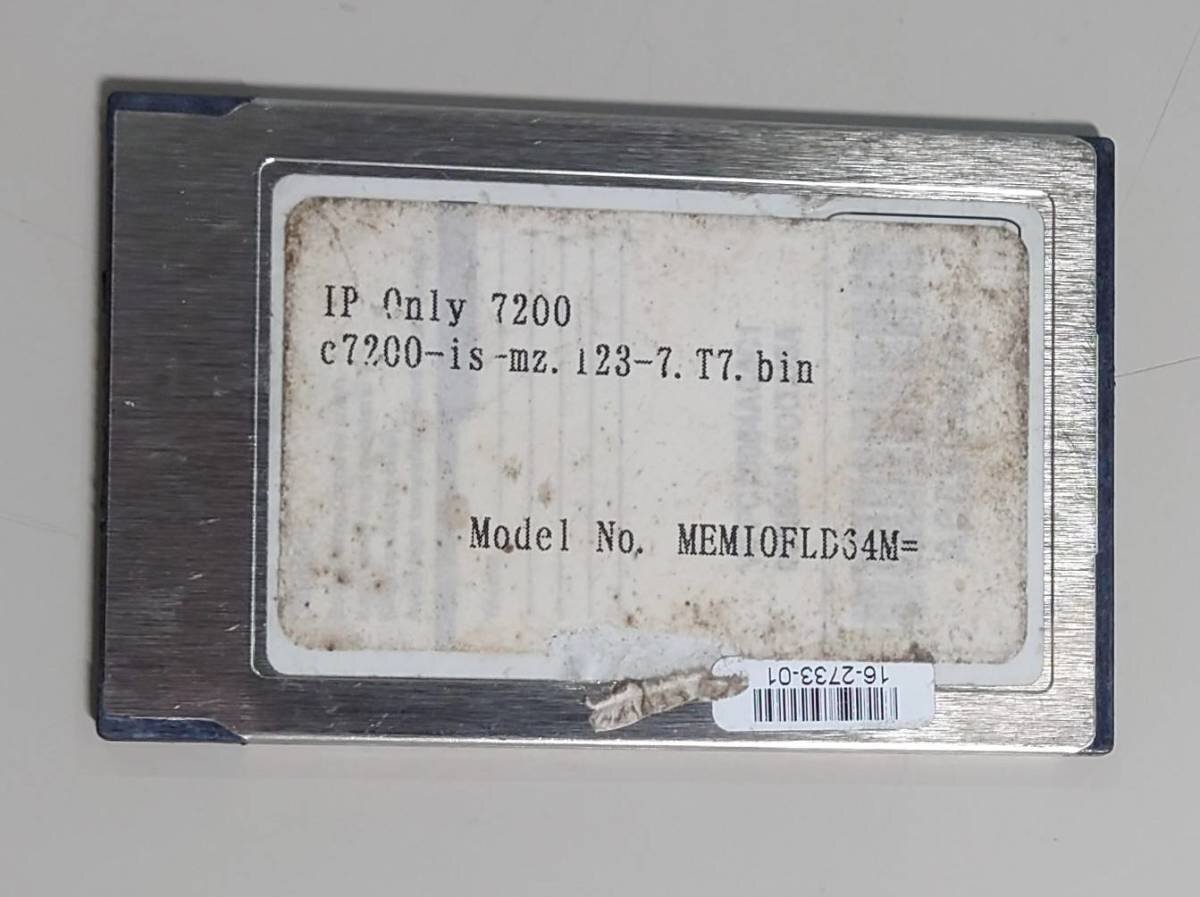 IP Only 7200
c7200-is-mz.123-7.T7.bin
Model No. MEMIOFLD64M=
16-2733-01